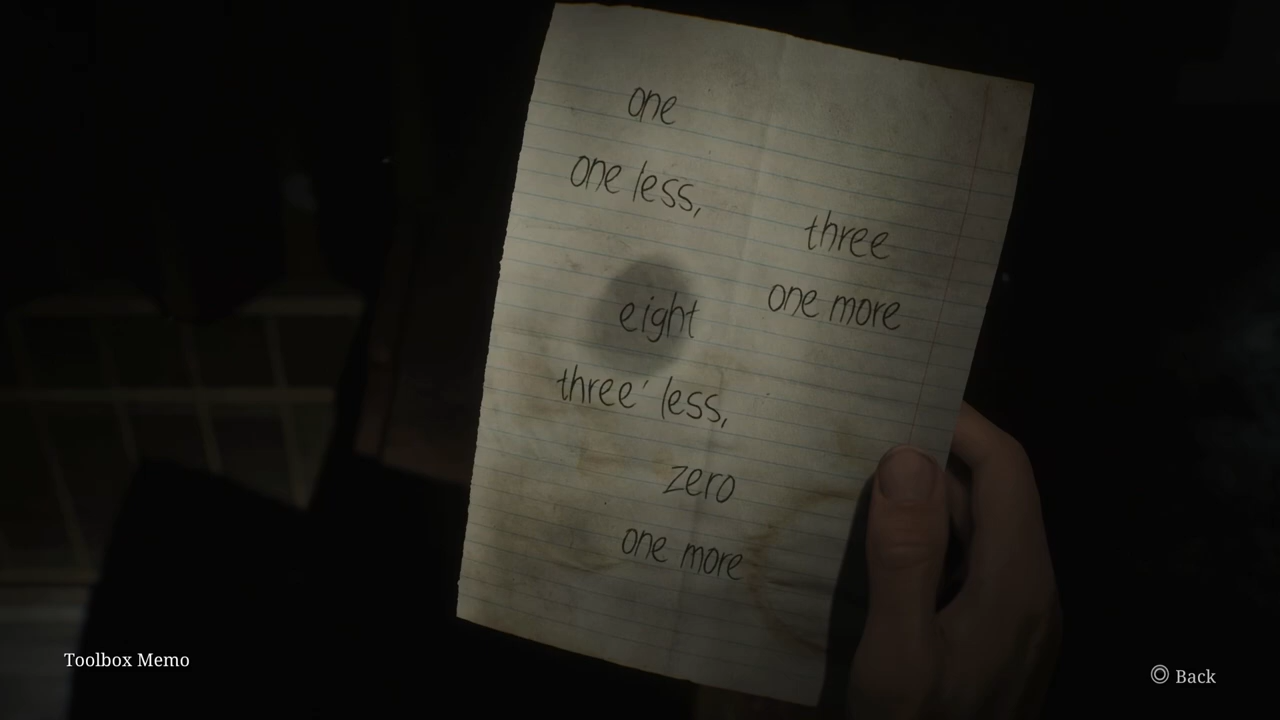 one
one less,
three
one more
eight
three' less,
zero
one more
Toolbox Memo
Back